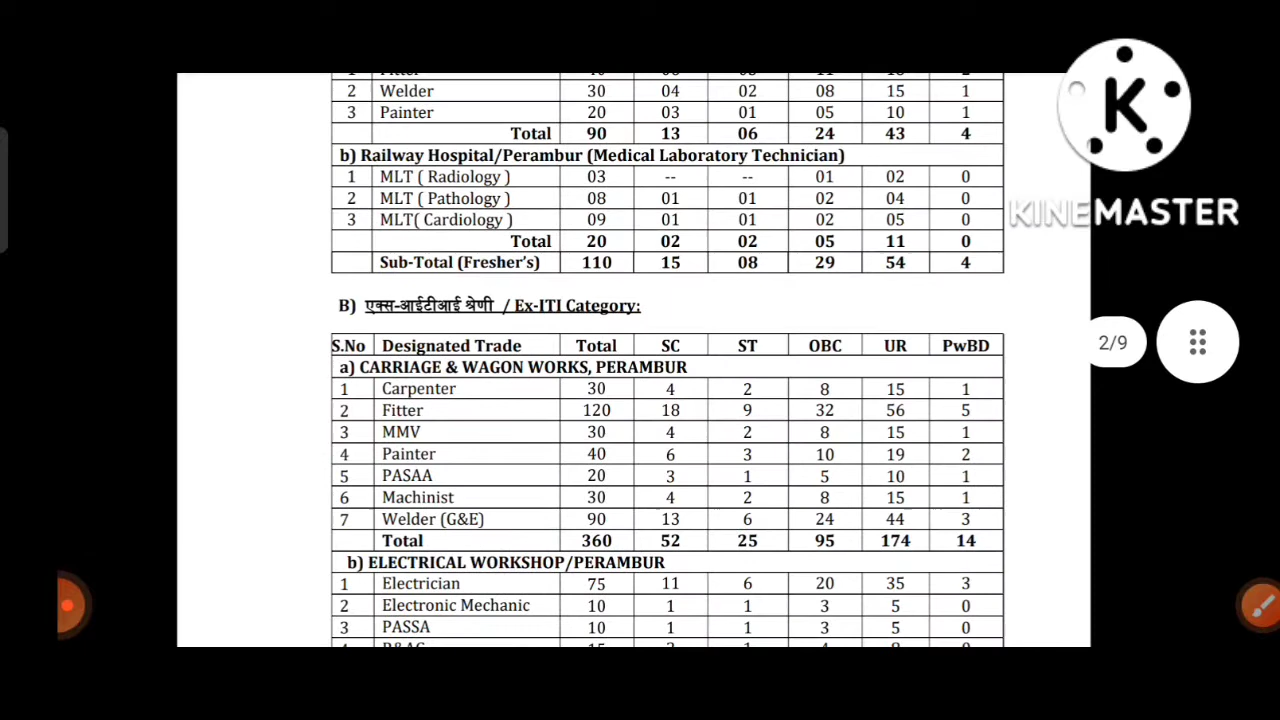 2 Welder 30 04 02 08 15 1
3 Painter 20 03 01 05 10 1
Total 90 13 06 24 43 4
b) Railway Hospital/Perambur (Medical Laboratory Technician)
1 MLT ( Radiology ) 03 -- -- 01 02 0
2 MLT ( Pathology ) 08 01 01 02 04 0
3 MLT( Cardiology ) 09 01 01 02 05 0
Total 20 02 02 05 11 0
Sub-Total (Fresher's) 110 15 08 29 54 4
B) एक्स-आईटीआई श्रेणी / Ex-ITI Category:
S.No Designated Trade Total SC ST OBC UR PwBD
a) CARRIAGE & WAGON WORKS, PERAMBUR
1 Carpenter 30 4 2 8 15 1
2 Fitter 120 18 9 32 56 5
3 MMV 30 4 2 8 15 1
4 Painter 40 6 3 10 19 2
5 PASAA 20 3 1 5 10 1
6 Machinist 30 4 2 8 15 1
7 Welder (G&E) 90 13 6 24 44 3
Total 360 52 25 95 174 14
b) ELECTRICAL WORKSHOP/PERAMBUR
1 Electrician 75 11 6 20 35 3
2 Electronic Mechanic 10 1 1 3 5 0
3 PASSA 10 1 1 3 5 0
K
KINEMASTER
2/9